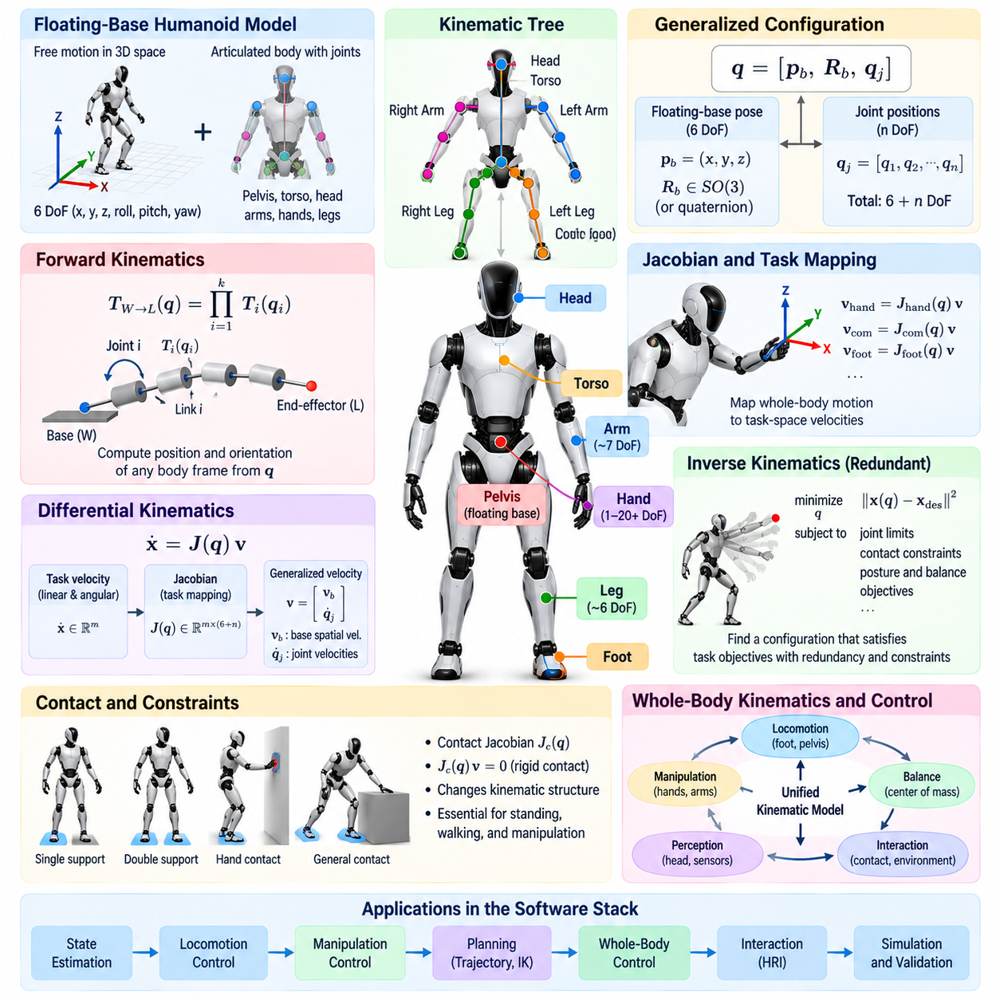 Floating-Base Humanoid Model
Free motion in 3D space
Articulated body with joints
Z
Y
X
+
6 DoF (x, y, z, roll, pitch, yaw)
Pelvis, torso, head
arms, hands, legs
Kinematic Tree
Head
Torso
Right Arm
Left Arm
Right Leg
Left Leg
Generalized Configuration
q = [p_b, R_b, q_j]
Floating-base pose
(6 DoF)
p_b = (x, y, z)
R_b ∈ SO(3)
(or quaternion)
Joint positions
(n DoF)
q_j = [q_1, q_2, ···, q_n]
Total: 6 + n DoF
Forward Kinematics
T_{W→L}(q) = ∏_{i=1}^{k} T_i(q_i)
Joint i
T_i(q_i)
Link i
End-effector (L)
Base (W)
Compute position and orientation
of any body frame from q
Head
Torso
Arm
(~7 DoF)
Pelvis
(floating base)
Hand
(1–20+ DoF)
Leg
(~6 DoF)
Foot
Jacobian and Task Mapping
Z
Y
X
v_hand = J_hand(q) v
v_com = J_com(q) v
v_foot = J_foot(q) v
...
Map whole-body motion
to task-space velocities
Differential Kinematics
ẋ = J(q) v
Task velocity
(linear & angular)
ẋ ∈ ℝ^m
Jacobian
(task mapping)
J(q) ∈ ℝ^{m×(6+n)}
Generalized velocity
v = [v_b q̇_j]
v_b : base spatial vel.
q̇_j : joint velocities
Inverse Kinematics (Redundant)
minimize ‖x(q) − x_des‖²
q
subject to joint limits
contact constraints
posture and balance
objectives
...
Find a configuration that satisfies
task objectives with redundancy and constraints
Contact and Constraints
Single support
Double support
Hand contact
General contact
• Contact Jacobian J_c(q)
• J_c(q) v = 0 (rigid contact)
• Changes kinematic structure
• Essential for standing,
walking, and manipulation
Whole-Body Kinematics and Control
Locomotion
(foot, pelvis)
Manipulation
(hands, arms)
Balance
(center of mass)
Unified
Kinematic Model
Perception
(head, sensors)
Interaction
(contact, environment)
Applications in the Software Stack
State
Estimation
Locomotion
Control
Manipulation
Control
Planning
(Trajectory, IK)
Whole-Body
Control
Interaction
(HRI)
Simulation
and Validation